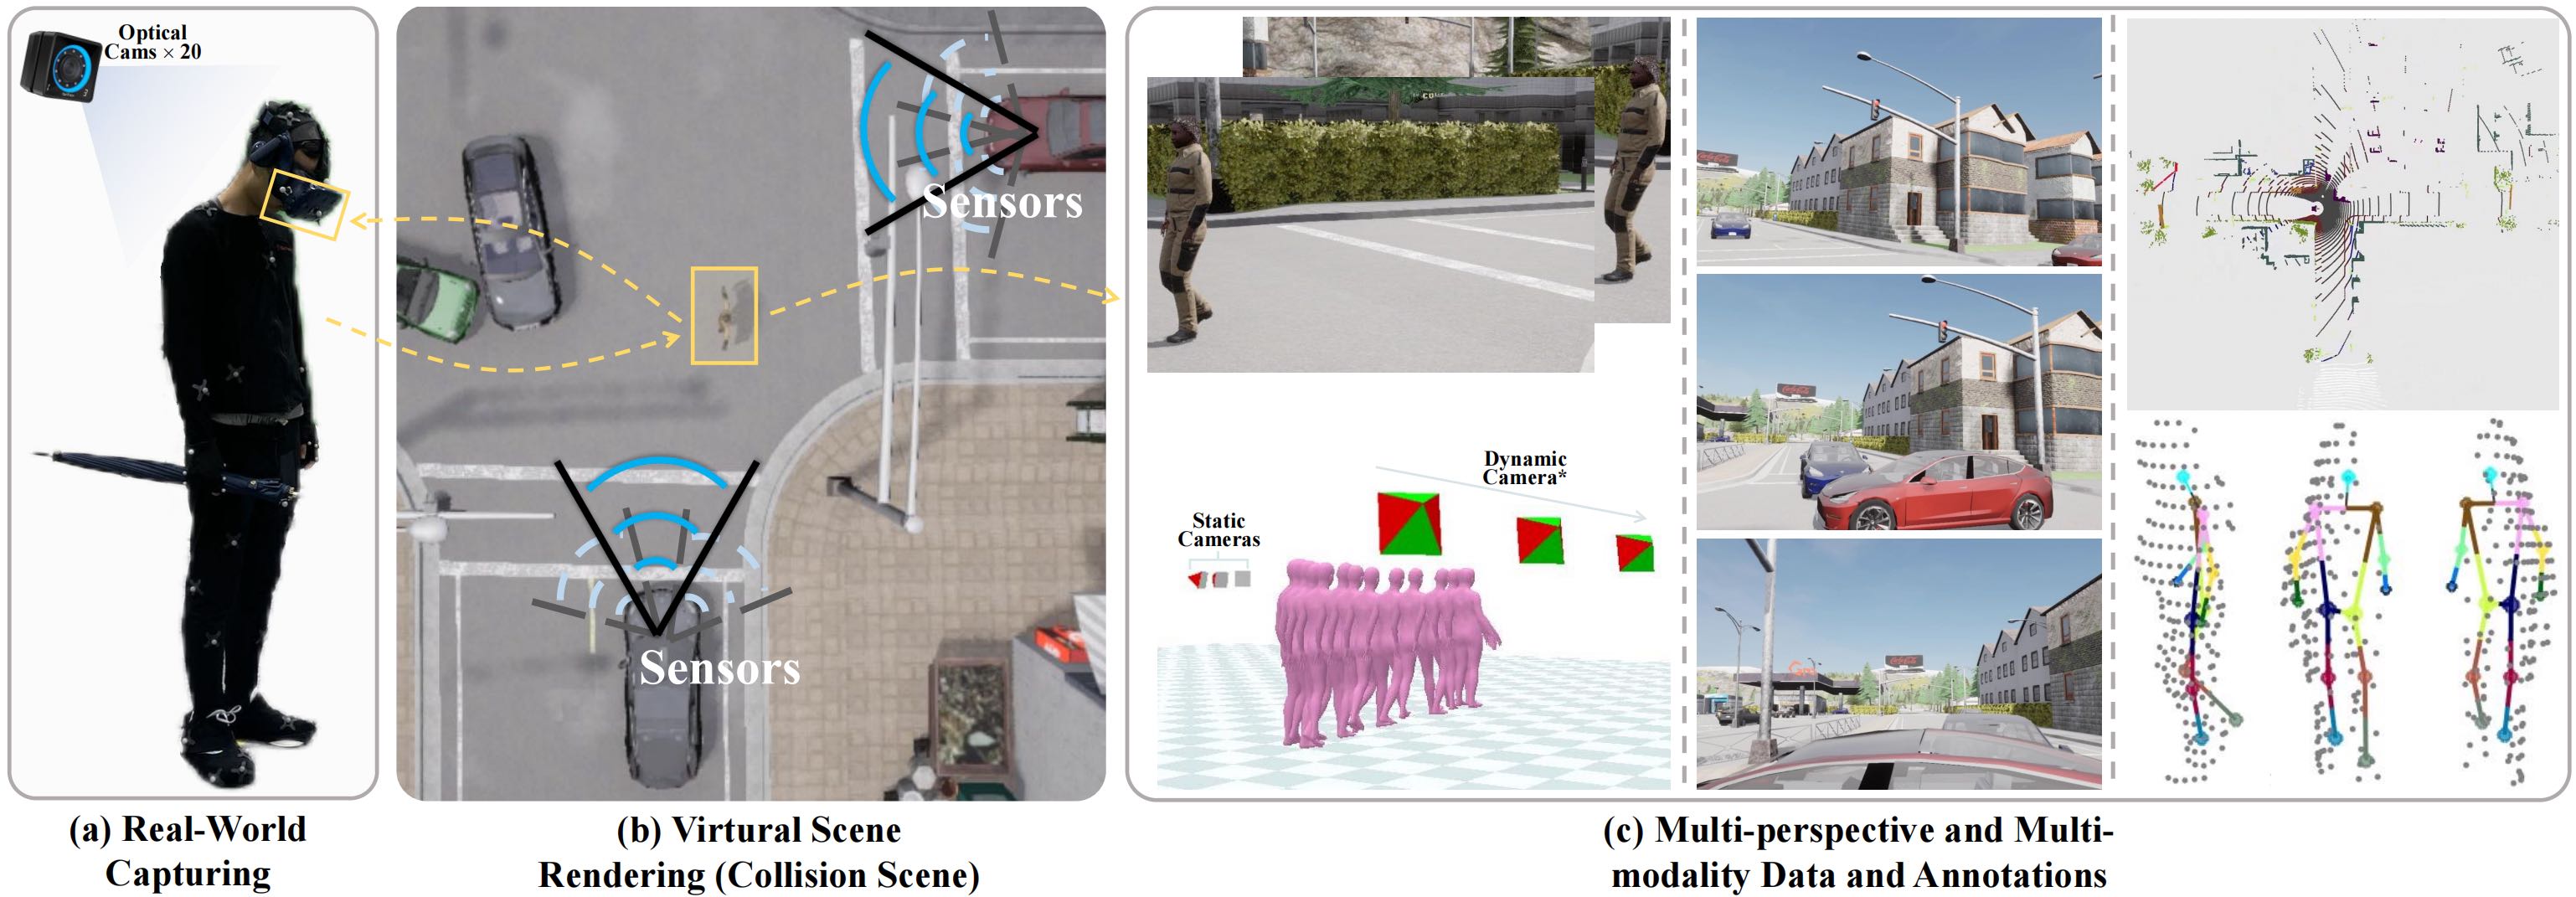 Optical
Cams × 20
Sensors
Sensors
Static
Cameras
Dynamic
Camera*
(a) Real-World
Capturing
(b) Virtural Scene
Rendering (Collision Scene)
(c) Multi-perspective and Multi-
modality Data and Annotations